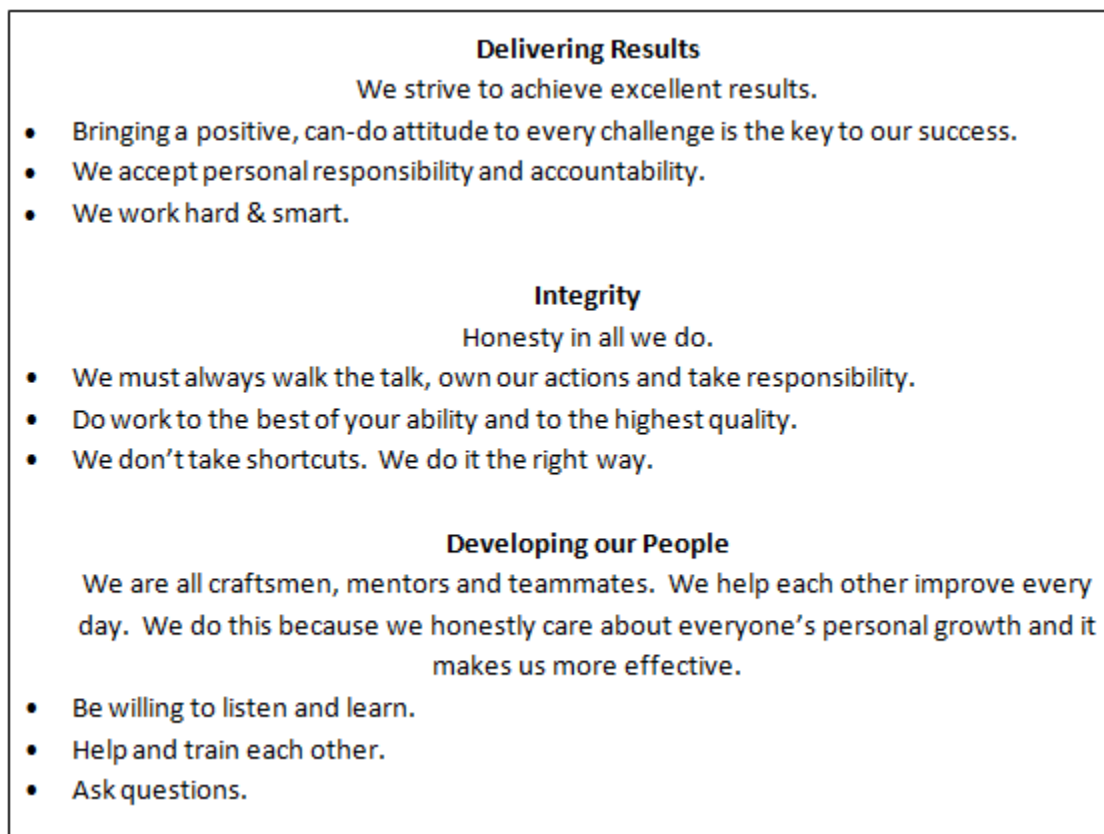 Delivering Results
We strive to achieve excellent results.
• Bringing a positive, can-do attitude to every challenge is the key to our success.
• We accept personal responsibility and accountability.
• We work hard & smart.
Integrity
Honesty in all we do.
• We must always walk the talk, own our actions and take responsibility.
• Do work to the best of your ability and to the highest quality.
• We don’t take shortcuts.  We do it the right way.
Developing our People
We are all craftsmen, mentors and teammates.  We help each other improve every
day.  We do this because we honestly care about everyone’s personal growth and it
makes us more effective.
• Be willing to listen and learn.
• Help and train each other.
• Ask questions.